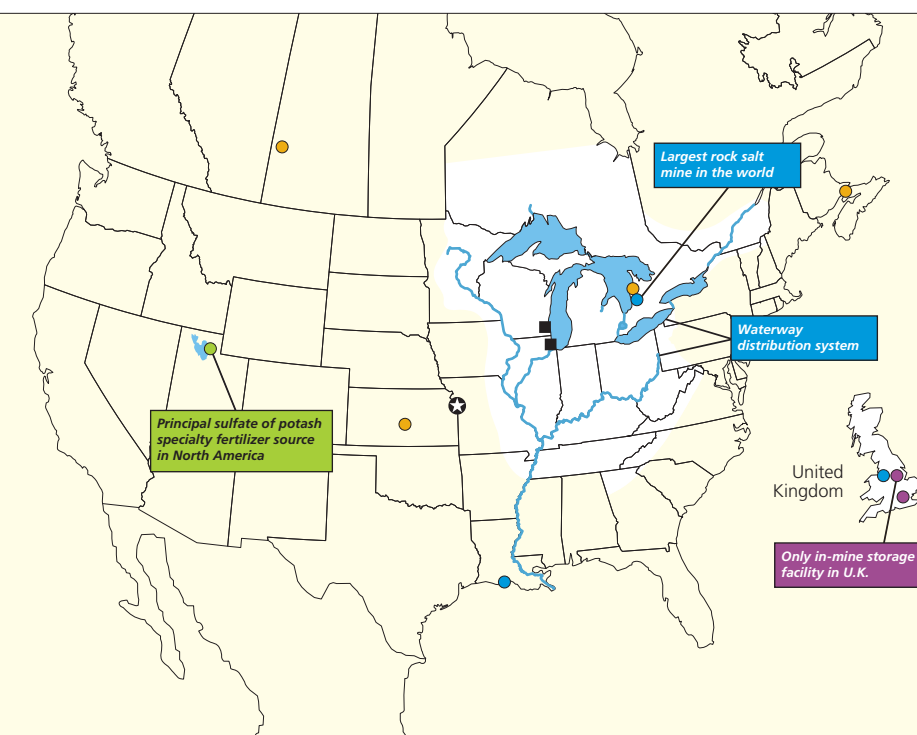 Largest rock salt
mine in the world
Waterway
distribution system
Principal sulfate of potash
specialty fertilizer source
in North America
United
Kingdom
Only in-mine storage
facility in U.K.